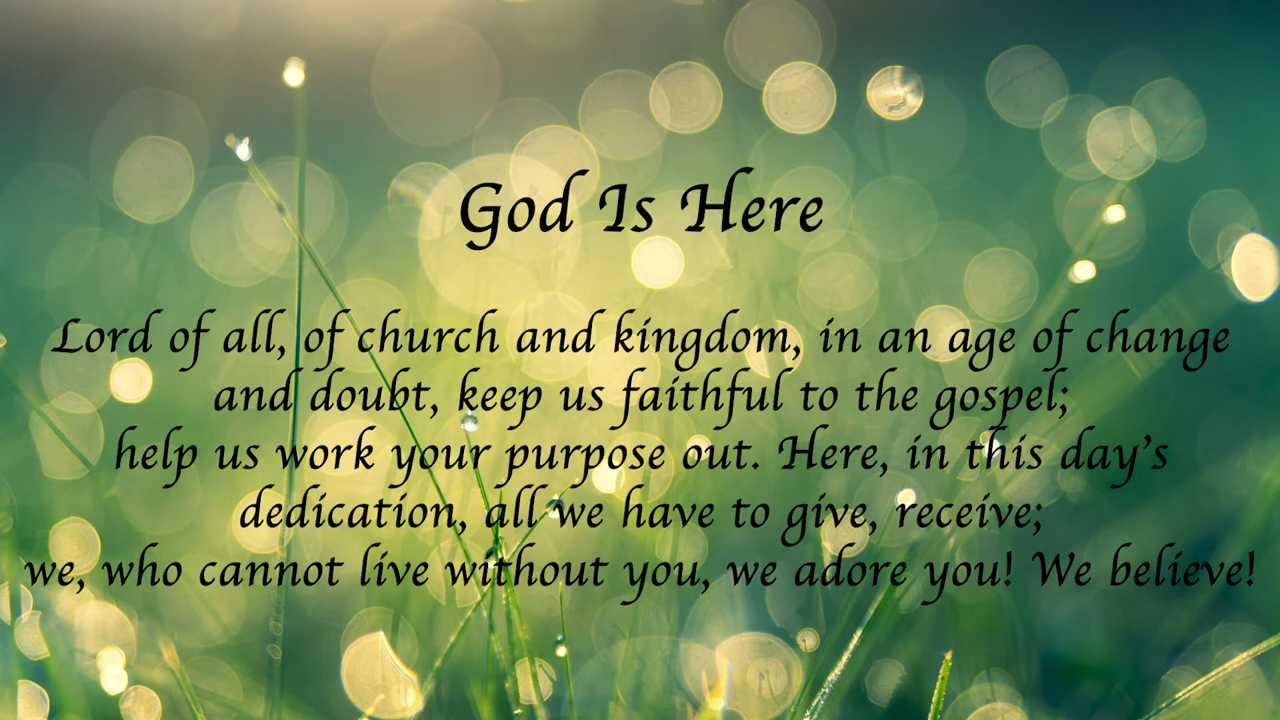 God Is Here
Lord of all, of church and kingdom, in an age of change
and doubt, keep us faithful to the gospel;
help us work your purpose out. Here, in this day's
dedication, all we have to give, receive;
we, who cannot live without you, we adore you! We believe!